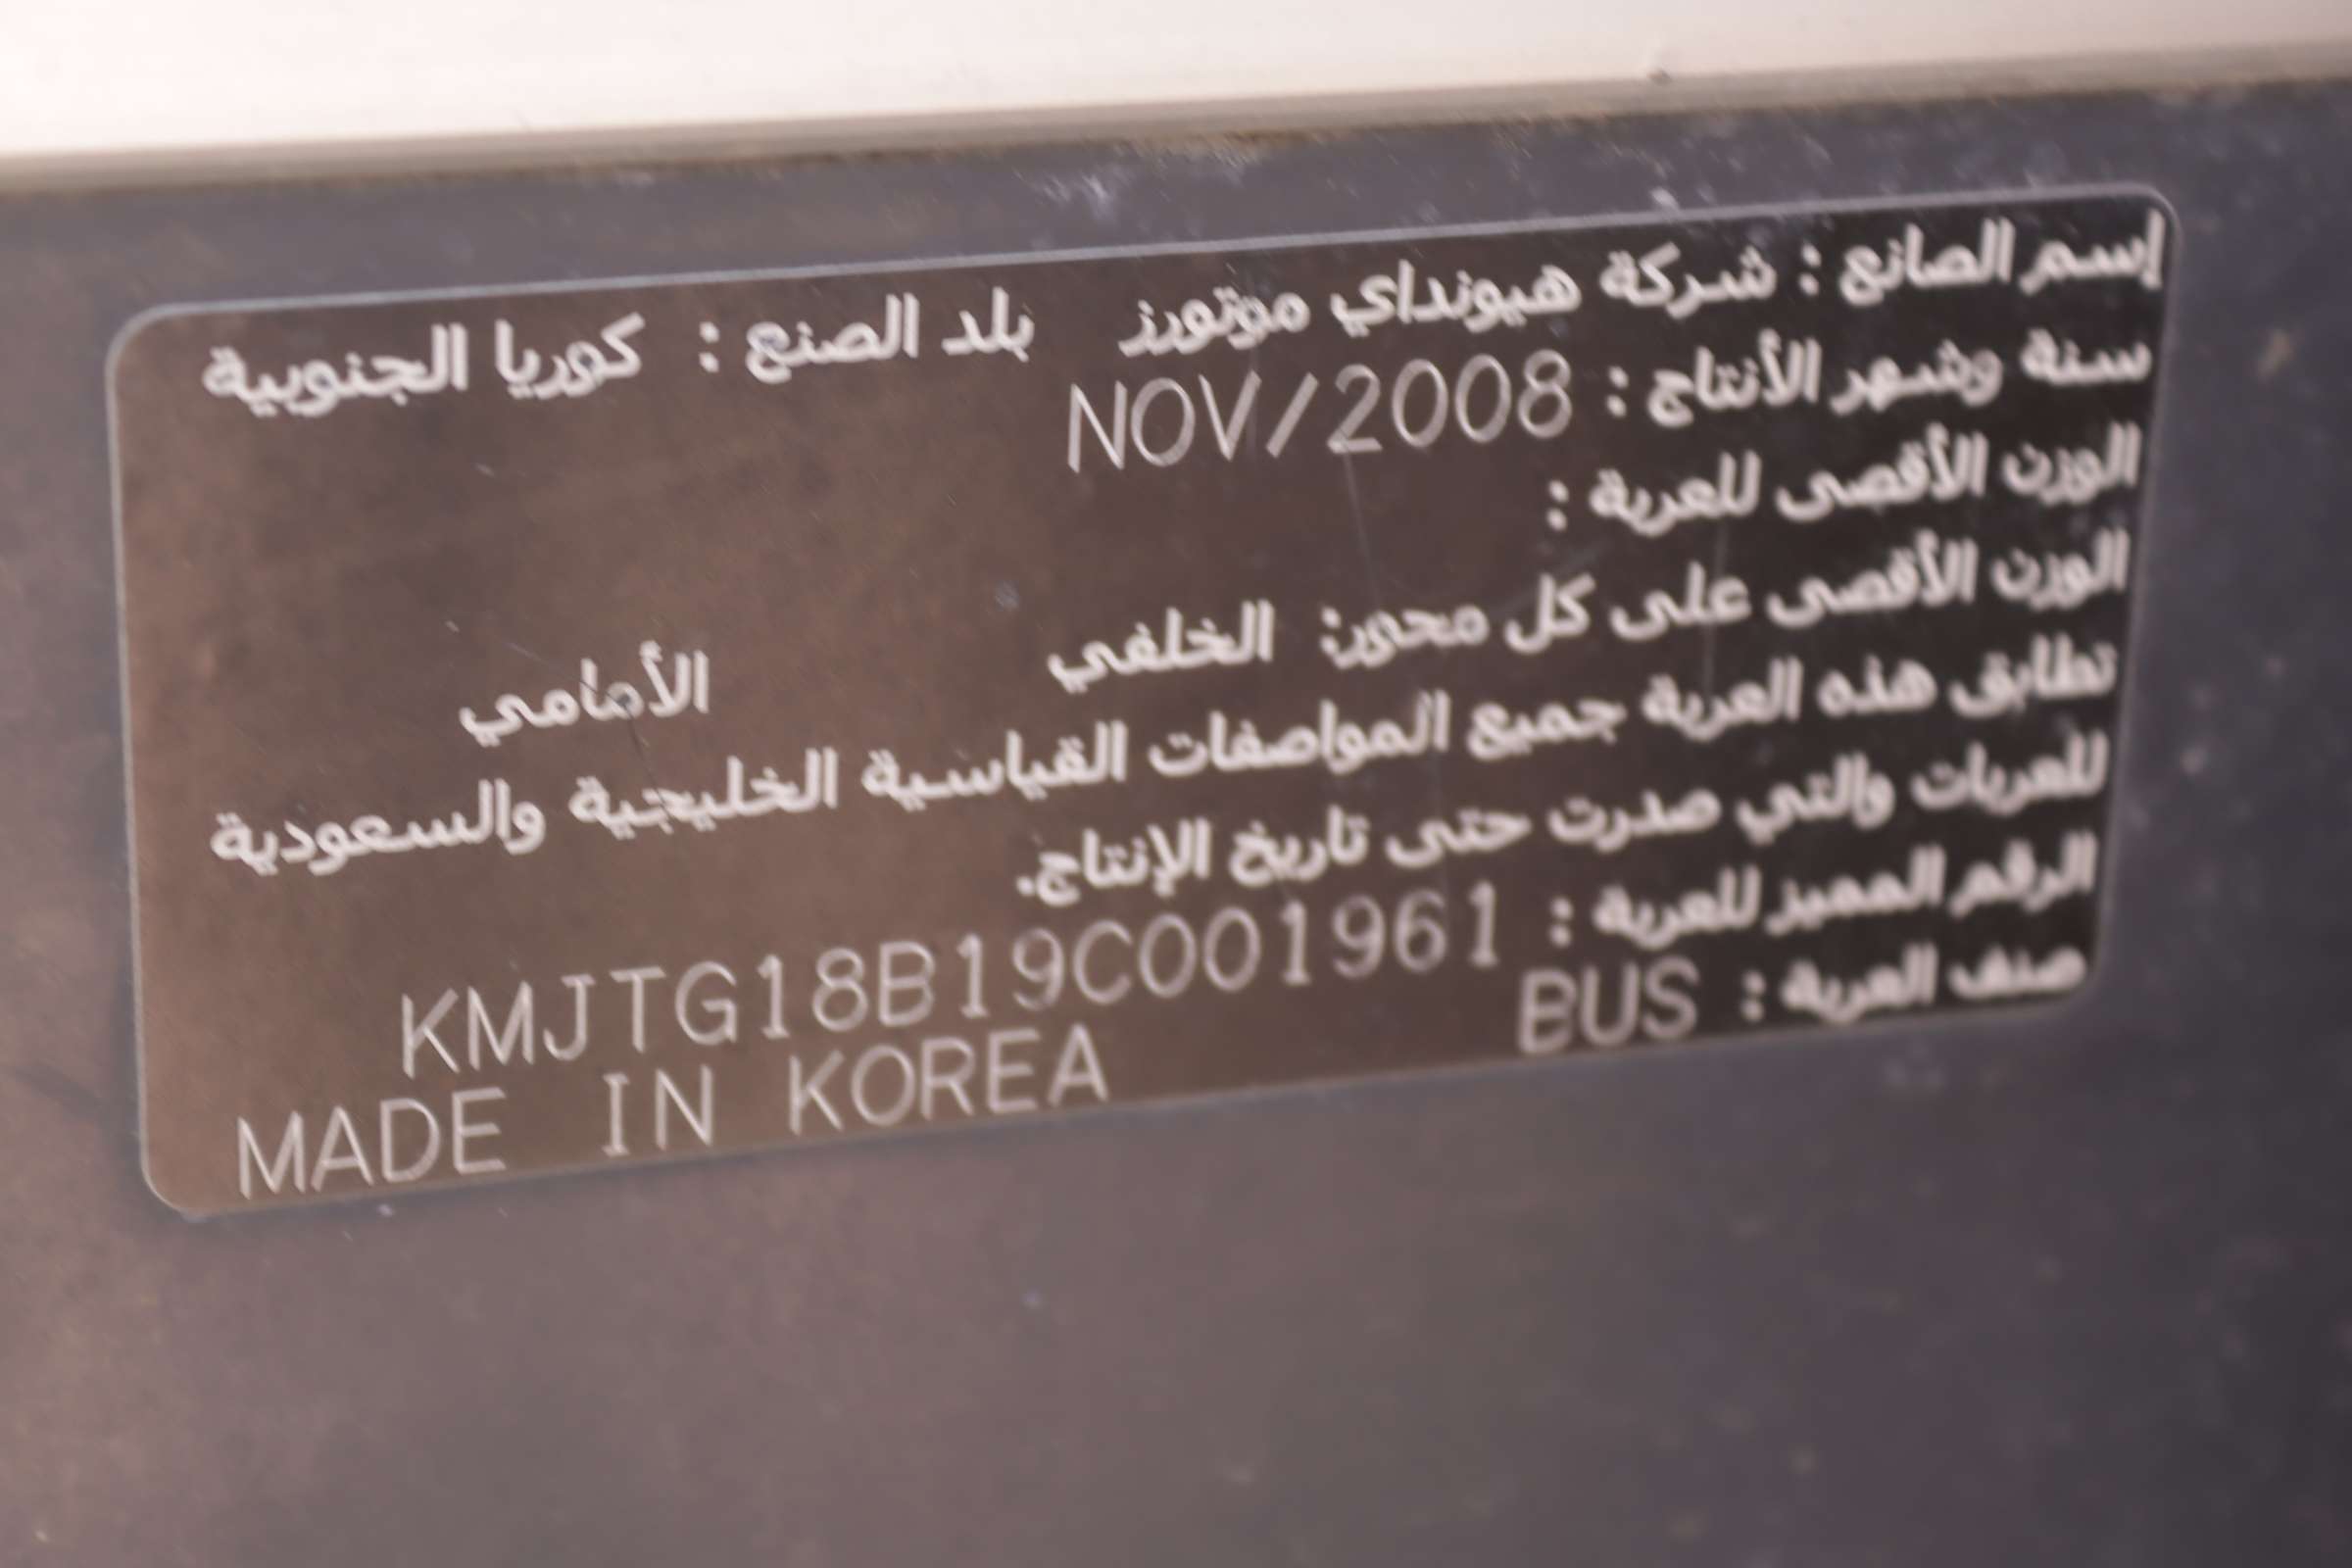 إسم الصانع : شركة هيونداي موتورز بلد الصنع : كوريا الجنوبية
سنة وشهر الأنتاج : NOV/2008
الوزن الأقصى للعربة :
الوزن الأقصى على كل محور: الخلفي الأمامي
تطابق هذه العربة جميع المواصفات القياسية الخليجية والسعودية
للعربات والتي صدرت حتى تاريخ الإنتاج.
الرقم المميز للعربة : KMJTG18B19C001961
صنف العربة : BUS MADE IN KOREA